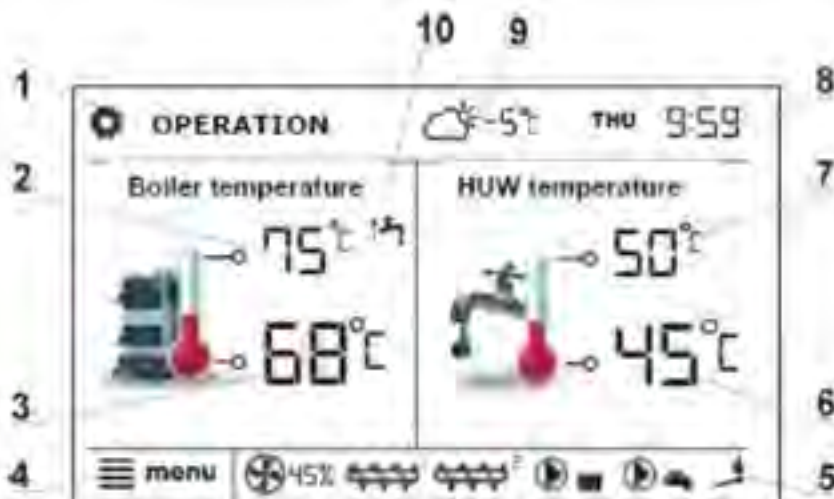 10 9
1 8
OPERATION -5°C THU 9:59
2 7
Boiler temperature HUW temperature
75°C 50°C
68°C 45°C
3 6
4 5
menu 45% 2